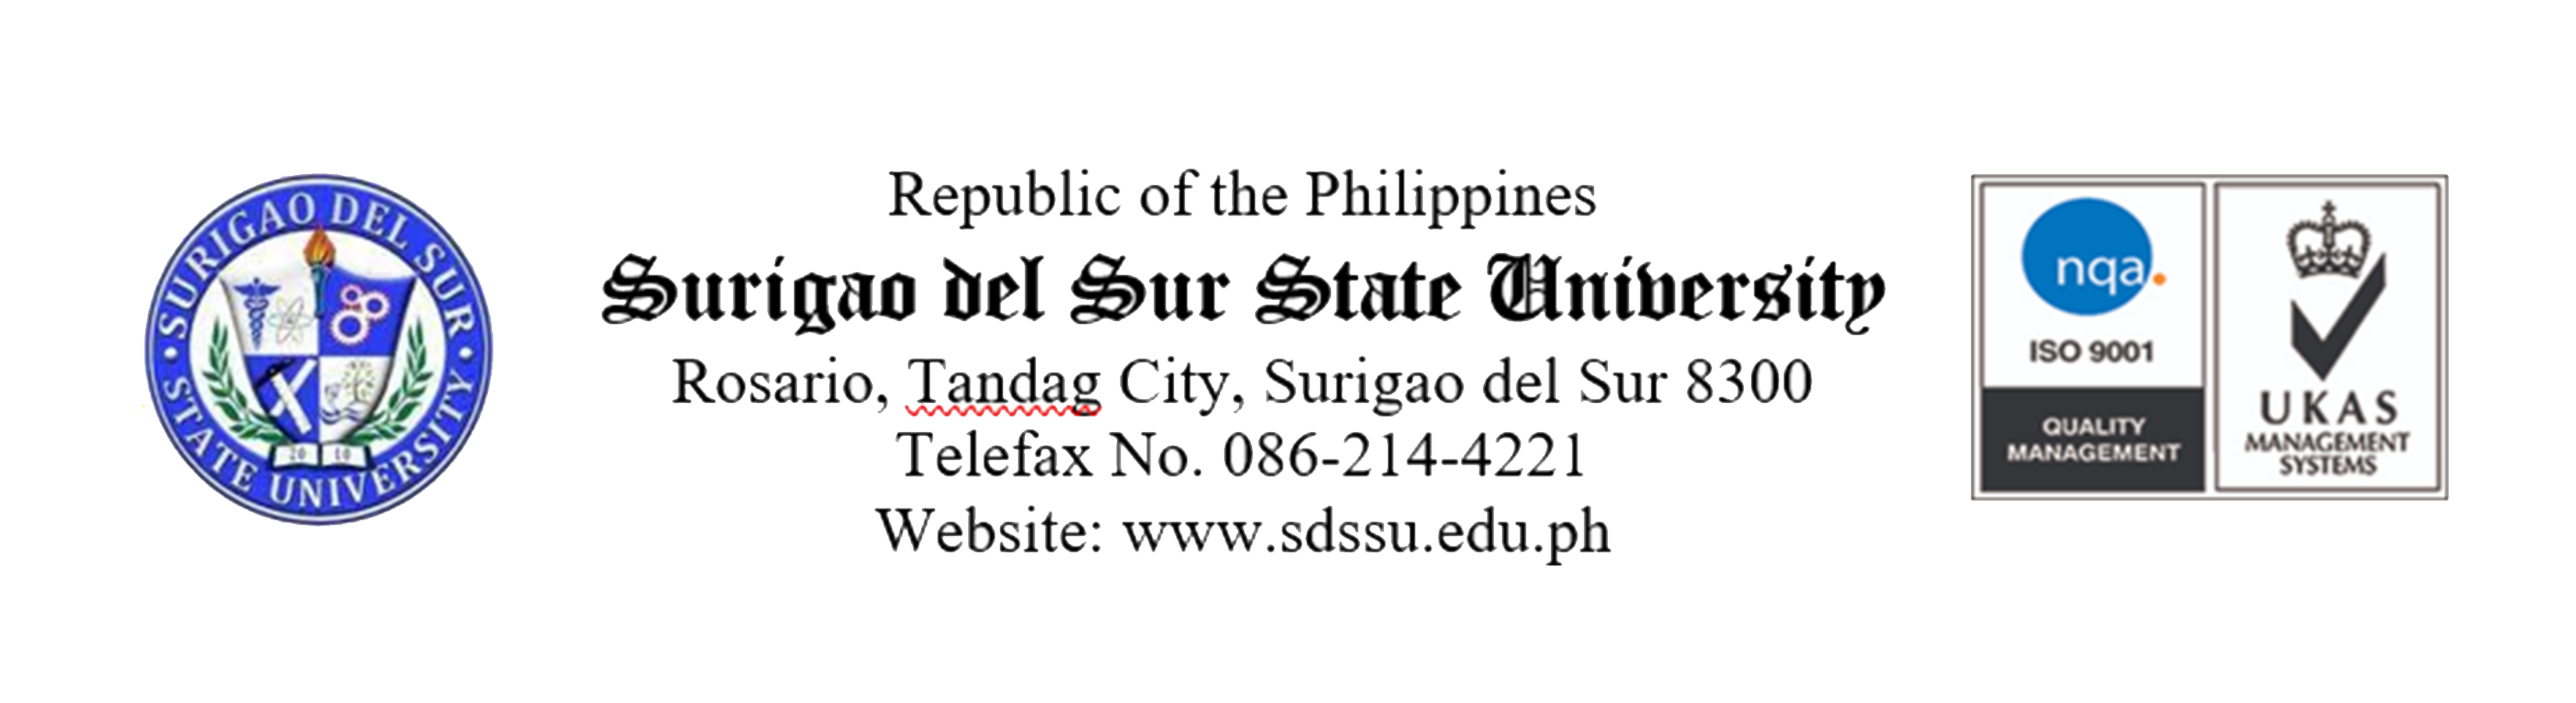 SURIGAO DEL SUR
STATE UNIVERSITY
20 10
Republic of the Philippines
Surigao del Sur State University
Rosario, Tandag City, Surigao del Sur 8300
Telefax No. 086-214-4221
Website: www.sdssu.edu.ph
nqa.
ISO 9001
QUALITY
MANAGEMENT
UKAS
MANAGEMENT
SYSTEMS